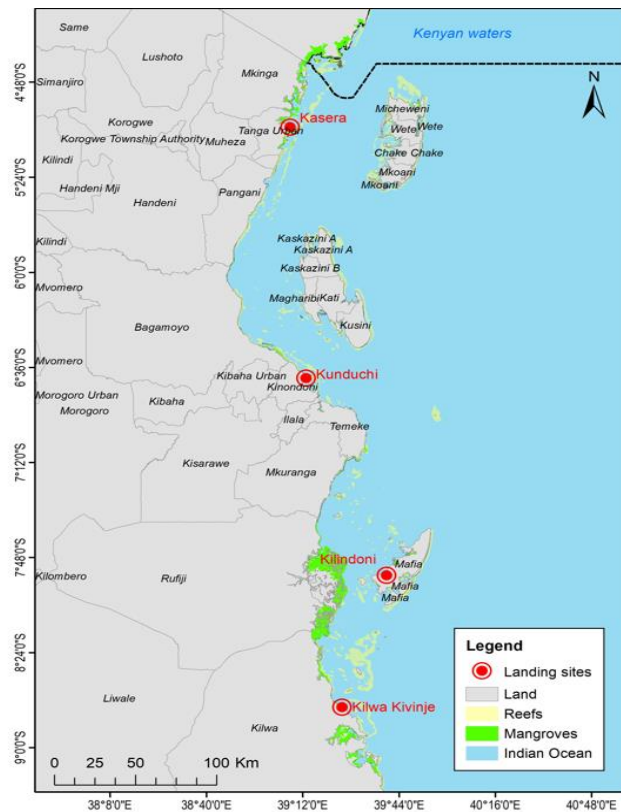 Kenyan waters
Same
Lushoto
Mkinga
N
4°48'0"S
Simanjiro
Kasera
Micheweni
Korogwe
Tanga Urban
Wete
Wete
Korogwe Township Authority
Muheza
Kilindi
Chake Chake
5°24'0"S
Handeni Mji
Mkoani
Mkoani
Handeni
Pangani
Kilindi
Kaskazini A
Kaskazini A
6°0'0"S
Kaskazini B
Mvomero
Magharibi
Kati
Bagamoyo
Kusini
Mvomero
6°36'0"S
Kibaha Urban
Kunduchi
Kinondoni
Morogoro Urban
Kibaha
Morogoro
Ilala
Temeke
Kisarawe
7°12'0"S
Mkuranga
Kilindoni
7°48'0"S
Mafia
Kilombero
Rufiji
Mafia
Mafia
8°24'0"S
Liwale
Kilwa Kivinje
Kilwa
9°0'0"S
Legend
Landing sites
Land
Reefs
Mangroves
Indian Ocean
0 25 50 100 Km
38°8'0"E 38°40'0"E 39°12'0"E 39°44'0"E 40°16'0"E 40°48'0"E